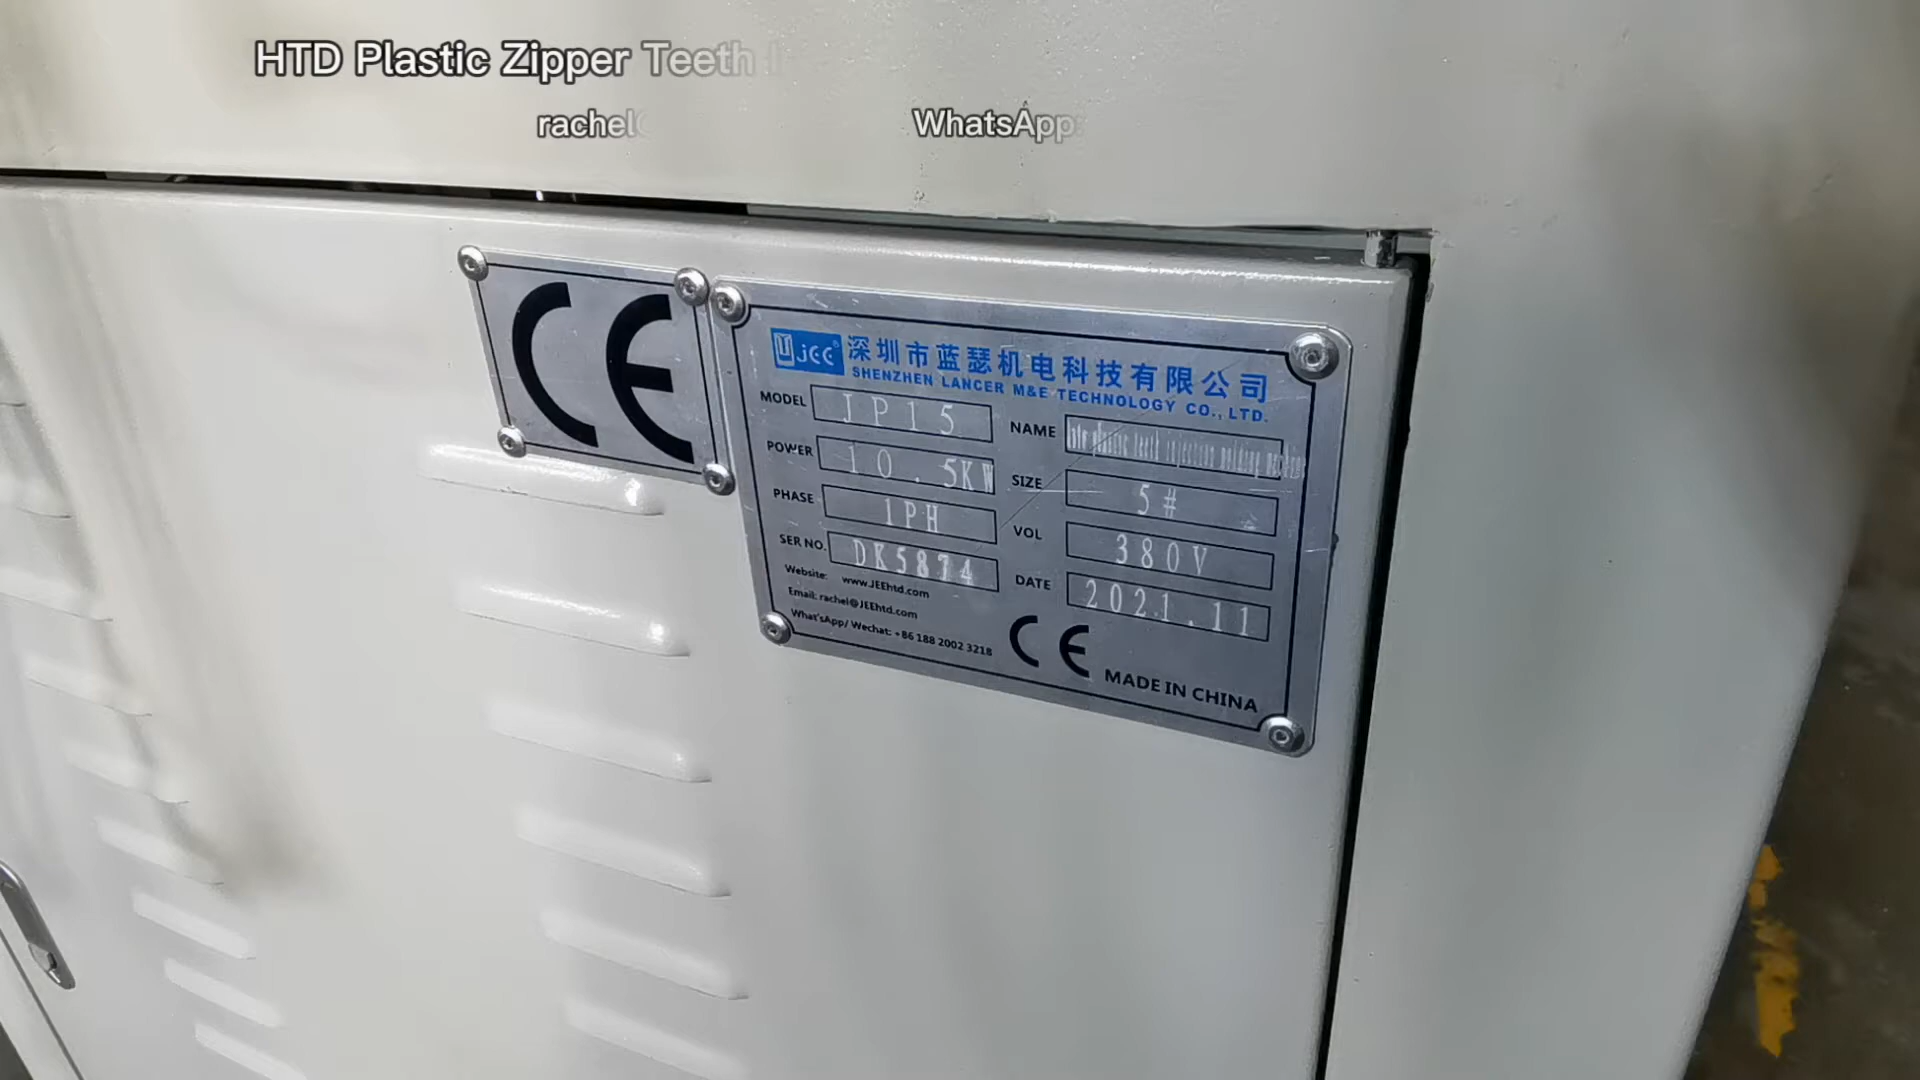 HTD Plastic Zipper Teeth
rachel
WhatsApp:
CE
JCC® 深圳市蓝瑟机电科技有限公司
SHENZHEN LANCER M&E TECHNOLOGY CO., LTD.
MODEL JP15
NAME plastic teeth injection
POWER 10.5KW
SIZE 5#
PHASE 1PH
VOL 380V
SER NO. DK5874
DATE 2021.11
Website: www.JEEhtd.com
Email: rachel@JEEhtd.com
What'sApp/ Wechat: +86 188 2002 3218
CE
MADE IN CHINA